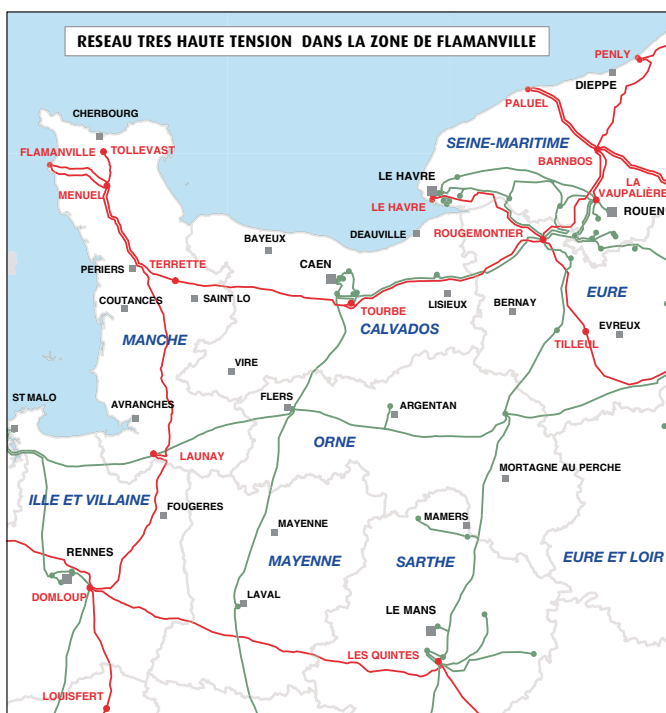 RESEAU TRES HAUTE TENSION DANS LA ZONE DE FLAMANVILLE
PENLY
DIEPPE
PALUEL
CHERBOURG
SEINE-MARITIME
FLAMANVILLE
TOLLEVAST
BARNBOS
MENUEL
LE HAVRE
LA
VAUPALIÈRE
LE HAVRE
ROUEN
DEAUVILLE
ROUGEMONTIER
BAYEUX
PERIERS
TERRETTE
CAEN
COUTANCES
SAINT LO
LISIEUX
BERNAY
EURE
TOURBE
CALVADOS
MANCHE
TILLEUL
EVREUX
VIRE
ST MALO
AVRANCHES
FLERS
ARGENTAN
ORNE
LAUNAY
MORTAGNE AU PERCHE
ILLE ET VILLAINE
FOUGERES
MAYENNE
MAMERS
RENNES
MAYENNE
SARTHE
EURE ET LOIR
DOMLOUP
LAVAL
LE MANS
LES QUINTES
LOUISFERT